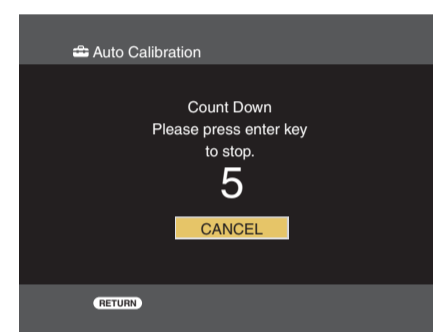 Auto Calibration
Count Down
Please press enter key
to stop.
5
CANCEL
RETURN